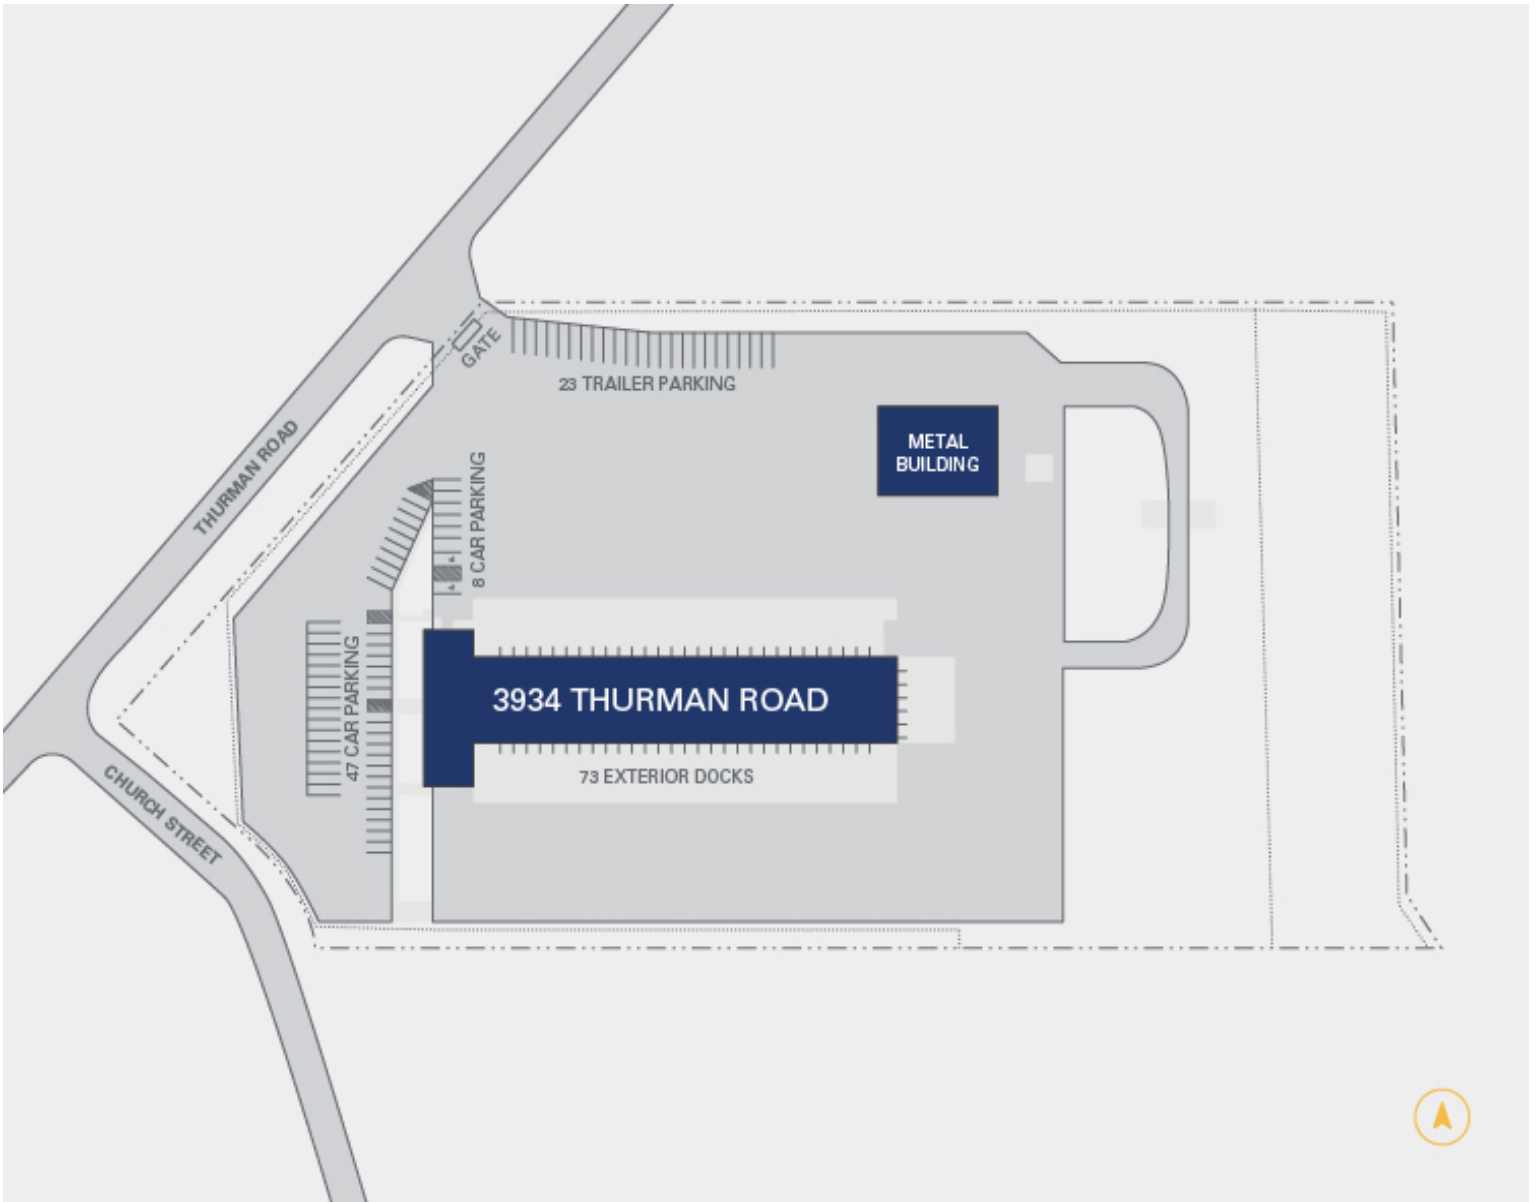 GATE
23 TRAILER PARKING
THURMAN ROAD
METAL
BUILDING
8 CAR PARKING
47 CAR PARKING
3934 THURMAN ROAD
73 EXTERIOR DOCKS
CHURCH STREET